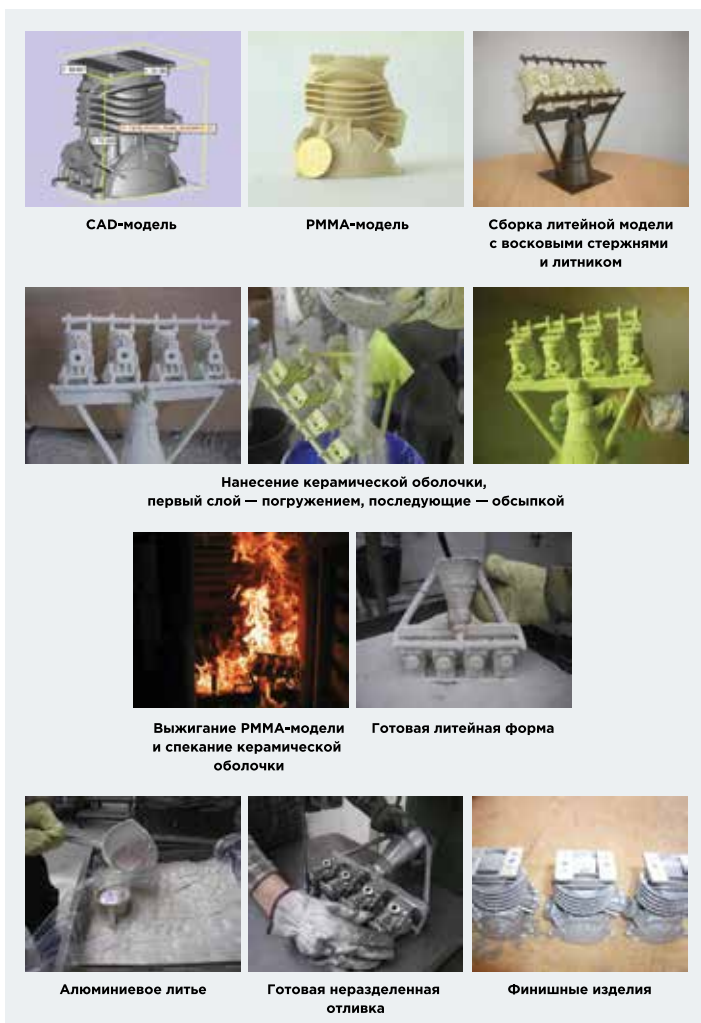 CAD-модель
PMMA-модель
Сборка литейной модели
с восковыми стержнями
и литником
Нанесение керамической оболочки,
первый слой — погружением, последующие — обсыпкой
Выжигание PMMA-модели
и спекание керамической
оболочки
Готовая литейная форма
Алюминиевое литье
Готовая неразделенная
отливка
Финишные изделия